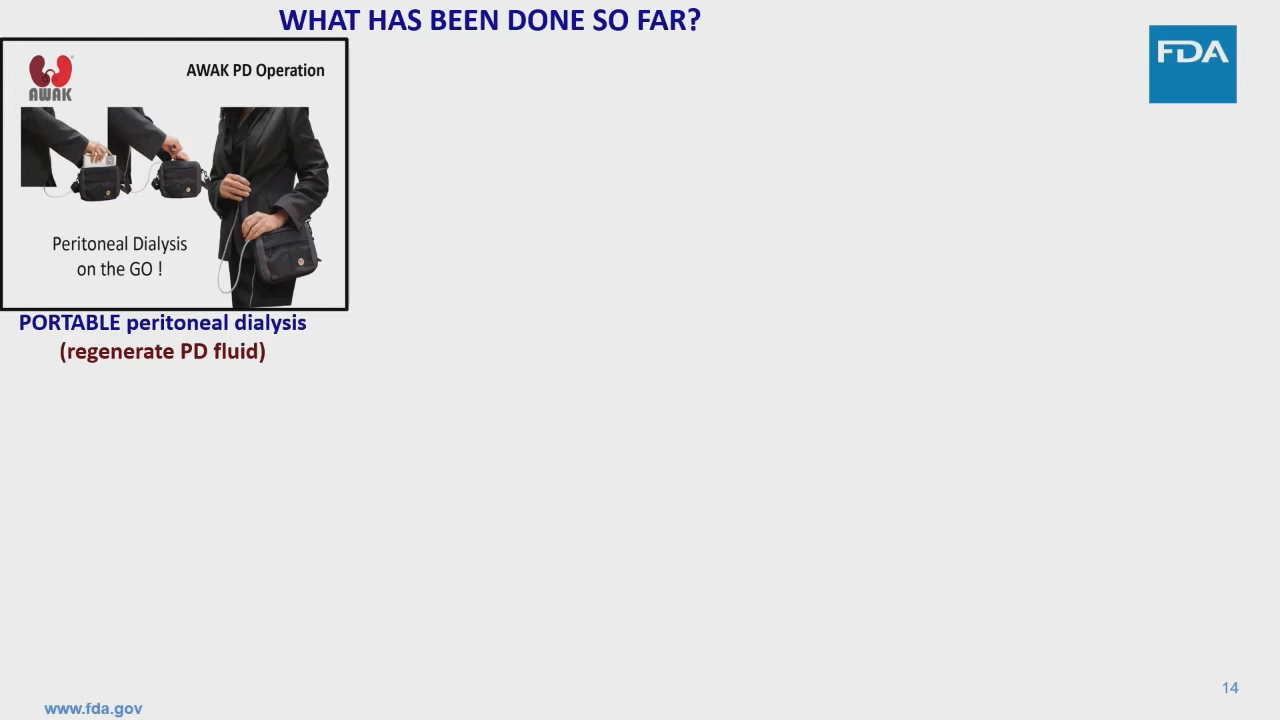 WHAT HAS BEEN DONE SO FAR?
FDA
AWAK
AWAK PD Operation
Peritoneal Dialysis
on the GO !
PORTABLE peritoneal dialysis
(regenerate PD fluid)
14
www.fda.gov